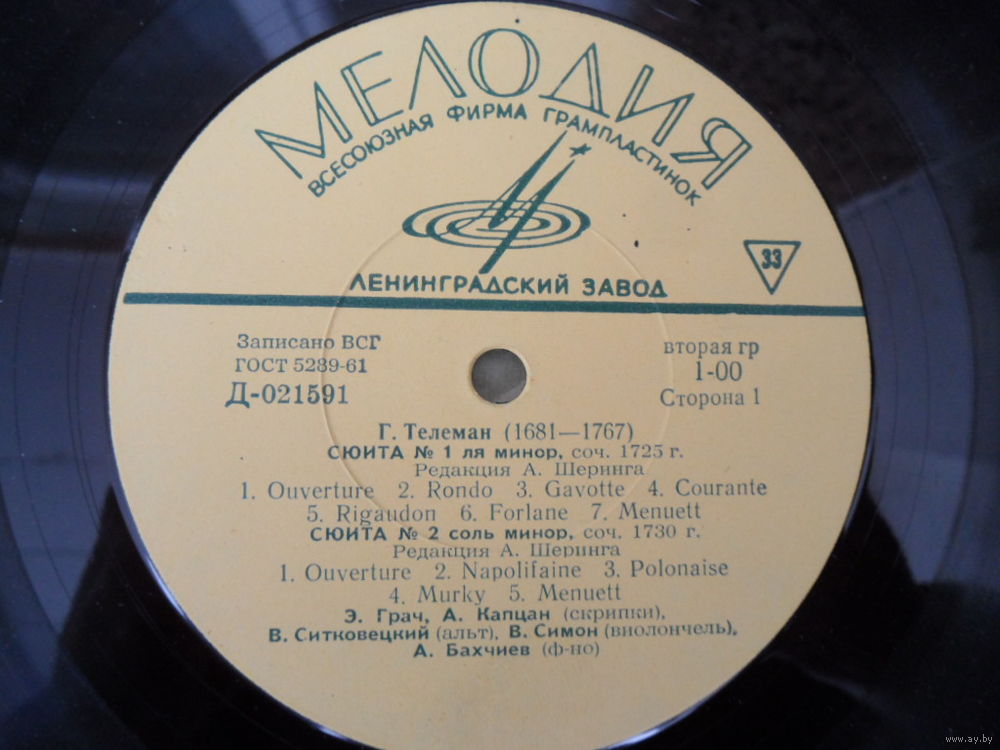 МЕЛОДИЯ
ВСЕСОЮЗНАЯ ФИРМА ГРАМПЛАСТИНОК
33
ЛЕНИНГРАДСКИЙ ЗАВОД
Записано ВСГ
ГОСТ 5289-61
Д-021591
вторая гр
1-00
Сторона 1
Г. Телеман (1681—1767)
СЮИТА № 1 ля минор, соч. 1725 г.
Редакция А. Шеринга
1. Ouverture 2. Rondo 3. Gavotte 4. Courante
5. Rigaudon 6. Forlane 7. Menuett
СЮИТА № 2 соль минор, соч. 1730 г.
Редакция А. Шеринга
1. Ouverture 2. Napolifaine 3. Polonaise
4. Murky 5. Menuett
Э. Грач, А. Капцан (скрипки),
В. Ситковецкий (альт), В. Симон (виолончель),
А. Бахчиев (ф-но)
www.ay.by